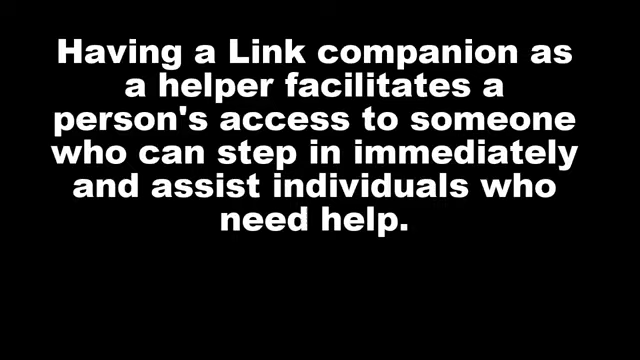 Having a Link companion as
a helper facilitates a
person's access to someone
who can step in immediately
and assist individuals who
need help.